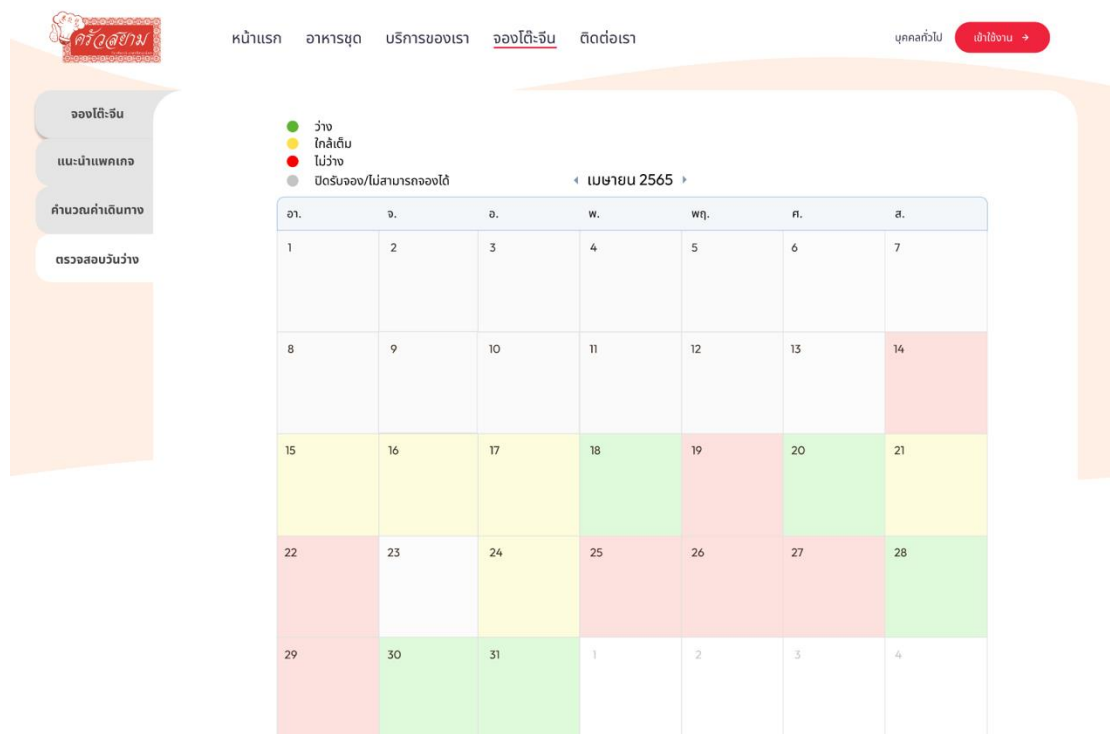 ครัวสยาม
หน้าแรก อาหารชุด บริการของเรา จองโต๊ะจีน ติดต่อเรา บุคคลทั่วไป เข้าใช้งาน →
จองโต๊ะจีน
แนะนำแพคเกจ
คำนวณค่าเดินทาง
ตรวจสอบวันว่าง
ว่าง
ใกล้เต็ม
ไม่ว่าง
ปิดรับจอง/ไม่สามารถจองได้
เมษายน 2565
อา. จ. อ. พ. พฤ. ศ. ส.
1 2 3 4 5 6 7
8 9 10 11 12 13 14
15 16 17 18 19 20 21
22 23 24 25 26 27 28
29 30 31 1 2 3 4